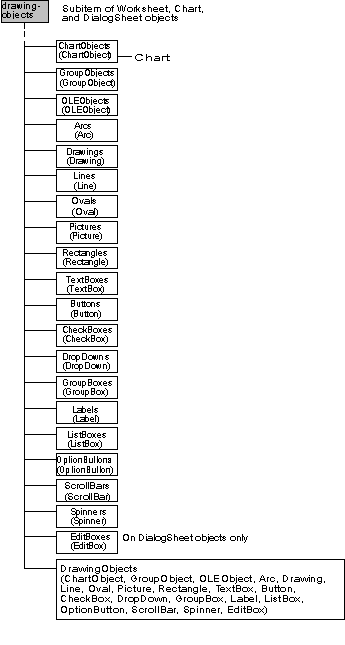 drawing-
objects
Subitem of Worksheet, Chart,
and DialogSheet objects
ChartObjects
(ChartObject)
Chart
GroupObjects
(GroupObject)
OLEObjects
(OLEObject)
Arcs
(Arc)
Drawings
(Drawing)
Lines
(Line)
Ovals
(Oval)
Pictures
(Picture)
Rectangles
(Rectangle)
TextBoxes
(TextBox)
Buttons
(Button)
CheckBoxes
(CheckBox)
DropDowns
(DropDown)
GroupBoxes
(GroupBox)
Labels
(Label)
ListBoxes
(ListBox)
OptionButtons
(OptionButton)
ScrollBars
(ScrollBar)
Spinners
(Spinner)
EditBoxes
(EditBox)
On DialogSheet objects only
DrawingObjects
(ChartObject, GroupObject, OLEObject, Arc, Drawing,
Line, Oval, Picture, Rectangle, TextBox, Button,
CheckBox, DropDown, GroupBox, Label, ListBox,
OptionButton, ScrollBar, Spinner, EditBox)